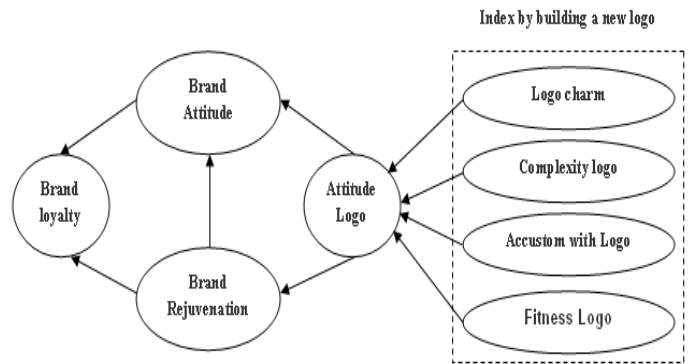 Index by building a new logo
Brand
Attitude
Logo charm
Complexity logo
Brand
loyalty
Attitude
Logo
Accustom with Logo
Brand
Rejuvenation
Fitness Logo